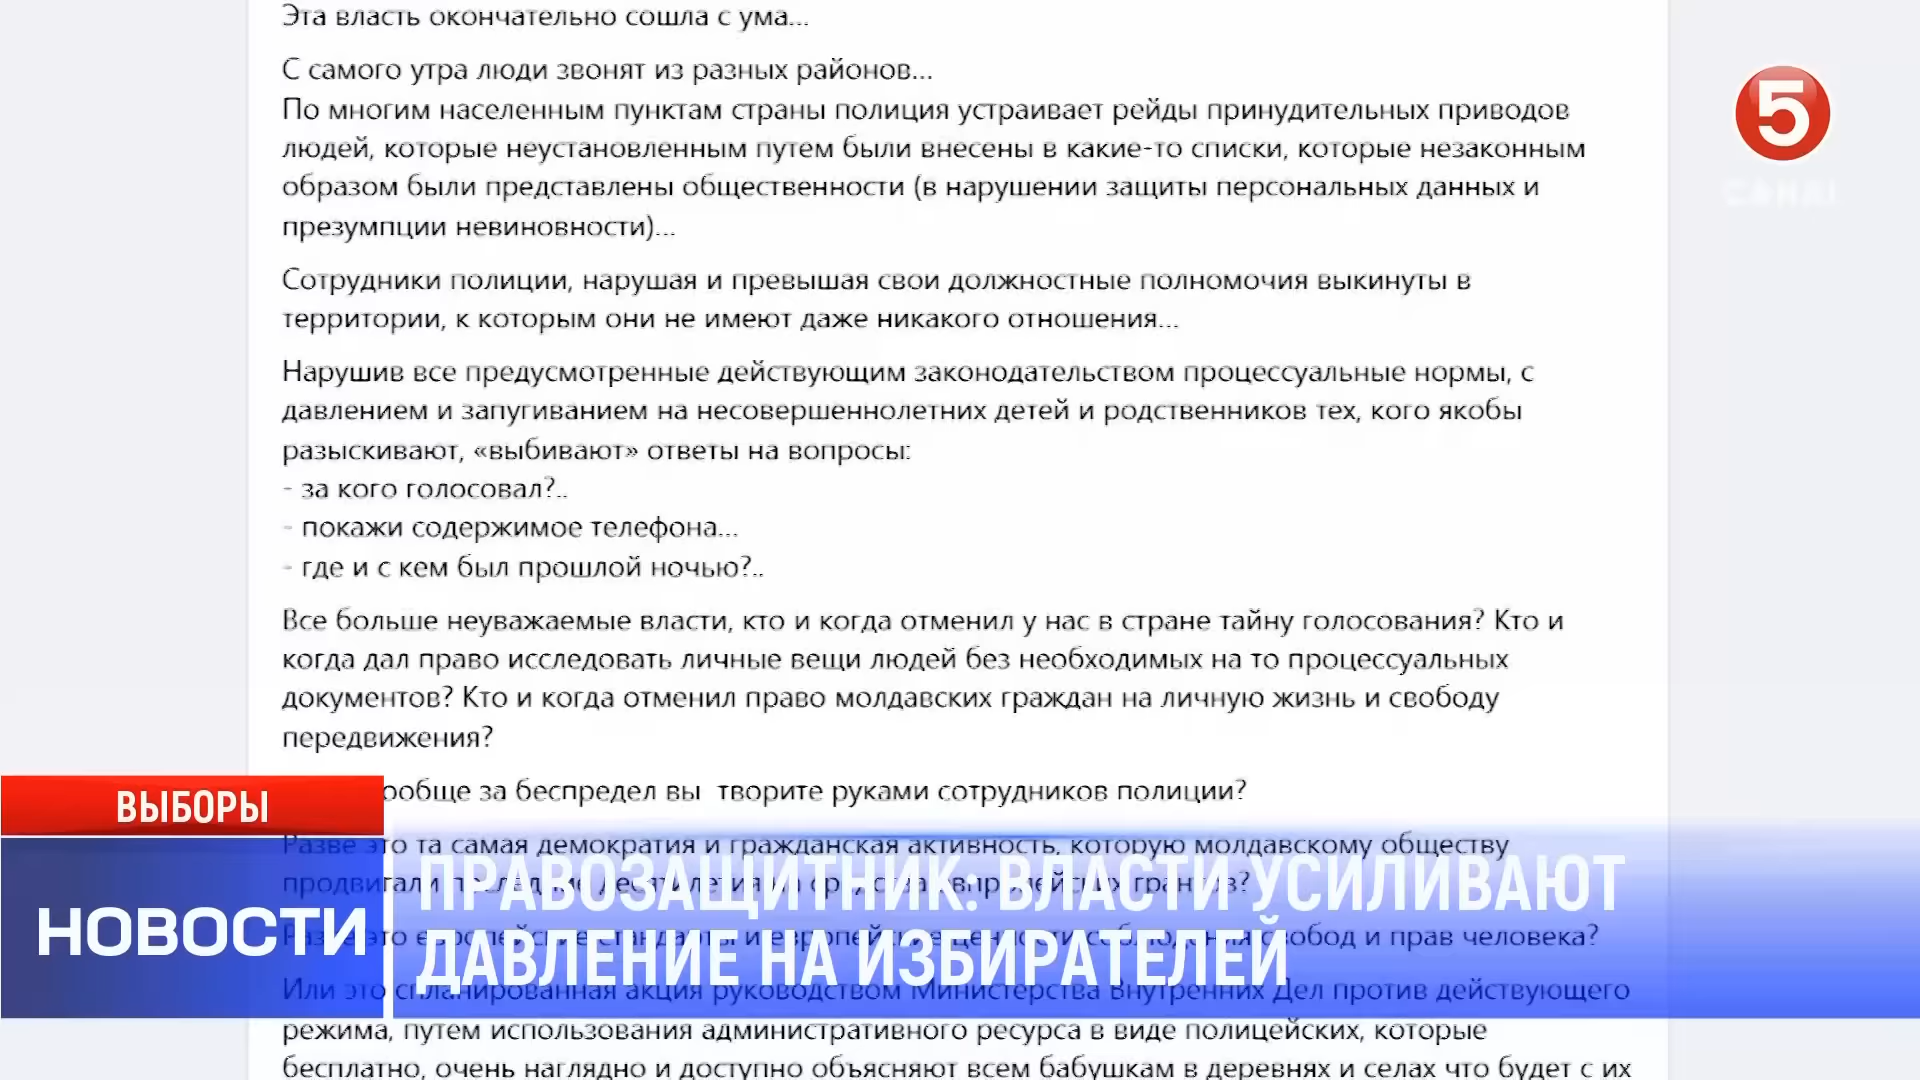 Эта власть окончательно сошла с ума...
С самого утра люди звонят из разных районов...
По многим населенным пунктам страны полиция устраивает рейды принудительных приводов
людей, которые неустановленным путем были внесены в какие-то списки, которые незаконным
образом были представлены общественности (в нарушении защиты персональных данных и
презумпции невиновности)...
Сотрудники полиции, нарушая и превышая свои должностные полномочия выкинуты в
территории, к которым они не имеют даже никакого отношения...
Нарушив все предусмотренные действующим законодательством процессуальные нормы, с
давлением и запугиванием на несовершеннолетних детей и родственников тех, кого якобы
разыскивают, «выбивают» ответы на вопросы:
- за кого голосовал?..
- покажи содержимое телефона...
- где и с кем был прошлой ночью?..
Все больше неуважаемые власти, кто и когда отменил у нас в стране тайну голосования? Кто и
когда дал право исследовать личные вещи людей без необходимых на то процессуальных
документов? Кто и когда отменил право молдавских граждан на личную жизнь и свободу
передвижения?
за беспредел вы творите руками сотрудников полиции?
Разве это та самая демократия и гражданская активность, которую молдавскому обществу
продвигали
Разве это свобод и прав человека?
Или это спланированная акция руководством Министерства Внутренних Дел против действующего
режима, путем использования административного ресурса в виде полицейских, которые
бесплатно, очень наглядно и доступно объясняют всем бабушкам в деревнях и селах что будет с их
5
CANAL
ВЫБОРЫ
НОВОСТИ
ПРАВОЗАЩИТНИК: ВЛАСТИ УСИЛИВАЮТ
ДАВЛЕНИЕ НА ИЗБИРАТЕЛЕЙ